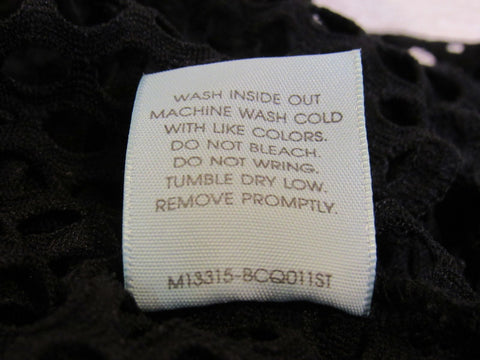 WASH INSIDE OUT
MACHINE WASH COLD
WITH LIKE COLORS.
DO NOT BLEACH.
DO NOT WRING.
TUMBLE DRY LOW.
REMOVE PROMPTLY.
M13315-BCQ011ST